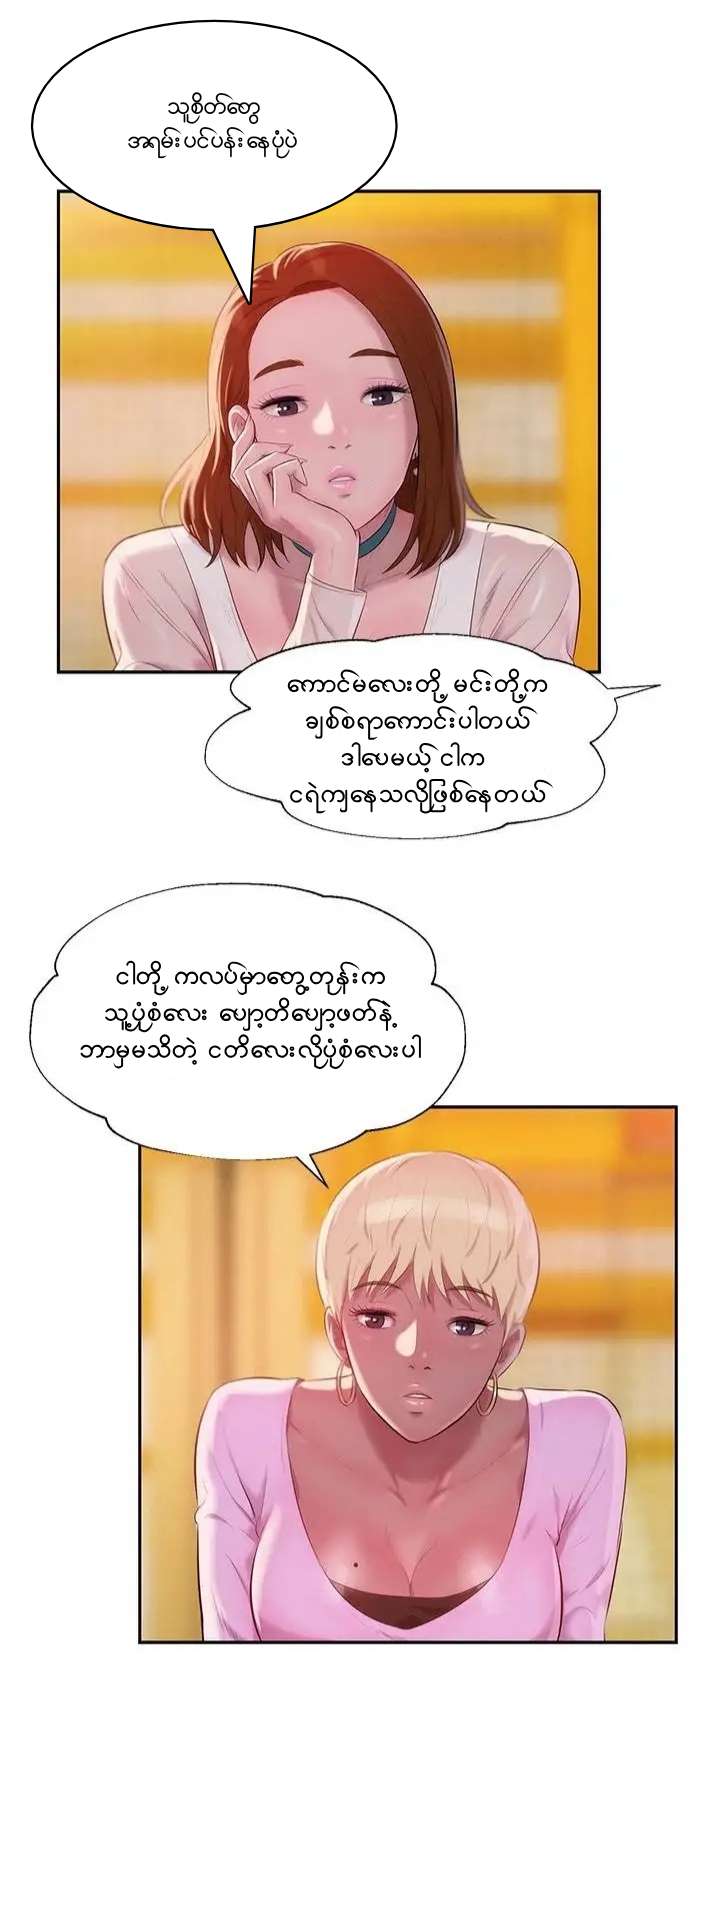 သူစိတ်တွေ
အရမ်းပင်ပန်းနေပုံပဲ
ကောင်မလေးတို့ မင်းတို့က
ချစ်စရာကောင်းပါတယ်
ဒါပေမယ့် ငါက
ငရဲကျနေသလိုဖြစ်နေတယ်
ငါတို့ ကလပ်မှာတွေ့တုန်းက
သူ့ပုံစံလေး ပျော့တိပျော့ဖတ်နဲ့
ဘာမှမသိတဲ့ ငတိလေးလိုပုံစံလေးပါ